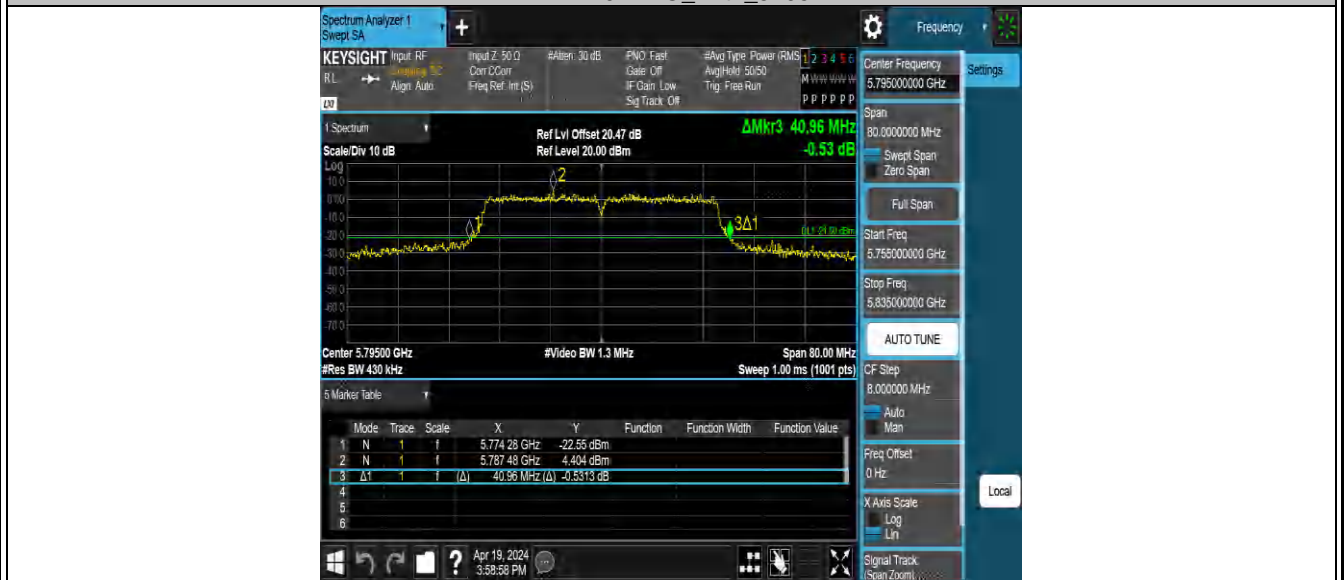 Spectrum Analyzer 1
Swept SA
+
Frequency
KEYSIGHT Input: RF Input Z: 50 Ω #Atten: 30 dB PNO: Fast #Avg Type: Power (RMS 1 2 3 4 5 6
R L Corr CCorr Gate: Off Avg|Hold: 50/50
Align: Auto Freq Ref: Int (S) IF Gain: Low Trig: Free Run
Sig Track: Off P P P P P P
LXI
Center Frequency
5.795000000 GHz
Settings
Span
80.0000000 MHz
Swept Span
Zero Span
Full Span
Start Freq
5.755000000 GHz
Stop Freq
5.835000000 GHz
AUTO TUNE
CF Step
8.000000 MHz
Auto
Man
Freq Offset
0 Hz
X Axis Scale
Log
Lin
Signal Track
(Span Zoom)
Local
1 Spectrum
Ref Lvl Offset 20.47 dB
ΔMkr3 40.96 MHz
Scale/Div 10 dB
Ref Level 20.00 dBm
-0.53 dB
Log
10.0
0.00
-10.0
-20.0
-30.0
-40.0
-50.0
-60.0
-70.0
1
2
3Δ1
Center 5.79500 GHz
#Video BW 1.3 MHz
Span 80.00 MHz
#Res BW 430 kHz
Sweep 1.00 ms (1001 pts)
5 Marker Table
Mode Trace Scale X Y Function Function Width Function Value
1 N 1 f 5.774 28 GHz -22.55 dBm
2 N 1 f 5.787 48 GHz 4.404 dBm
3 Δ1 1 f (Δ) 40.96 MHz (Δ) -0.5313 dB
4
5
6
?
Apr 19, 2024
3:58:58 PM